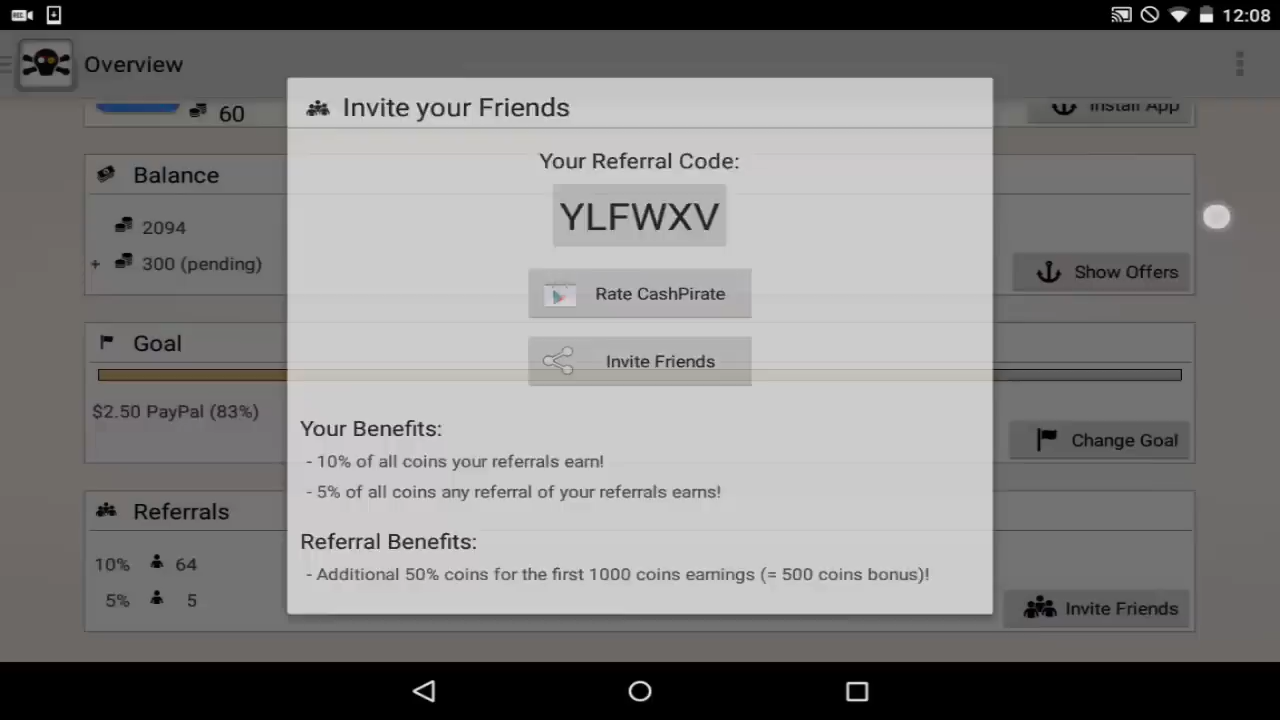 REC
12:08
Overview
60
Install App
Invite your Friends
Your Referral Code:
YLFWXV
Rate CashPirate
Invite Friends
Your Benefits:
- 10% of all coins your referrals earn!
- 5% of all coins any referral of your referrals earns!
Referral Benefits:
- Additional 50% coins for the first 1000 coins earnings (= 500 coins bonus)!
Balance
2094
+ 300 (pending)
Show Offers
Goal
$2.50 PayPal (83%)
Change Goal
Referrals
10% 64
5% 5
Invite Friends